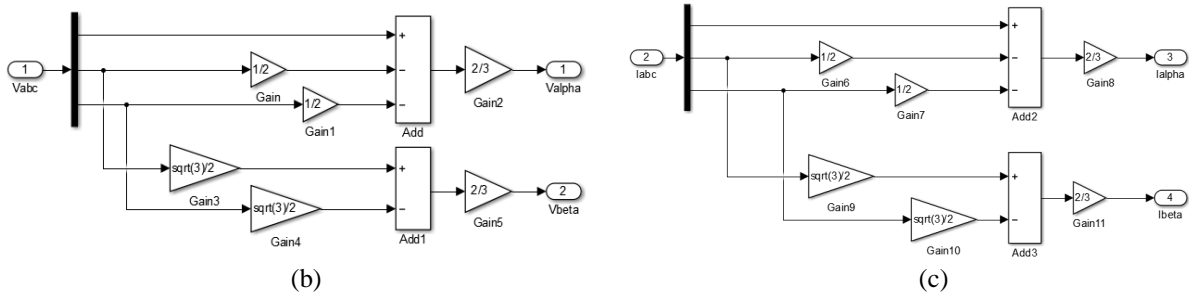 1
Vabc
1/2
Gain
1/2
Gain1
+
−
−
Add
2/3
Gain2
1
Valpha
sqrt(3)/2
Gain3
sqrt(3)/2
Gain4
+
−
Add1
2/3
Gain5
2
Vbeta
(b)
2
Iabc
1/2
Gain6
1/2
Gain7
+
−
−
Add2
2/3
Gain8
3
Ialpha
sqrt(3)/2
Gain9
sqrt(3)/2
Gain10
+
−
Add3
2/3
Gain11
4
Ibeta
(c)